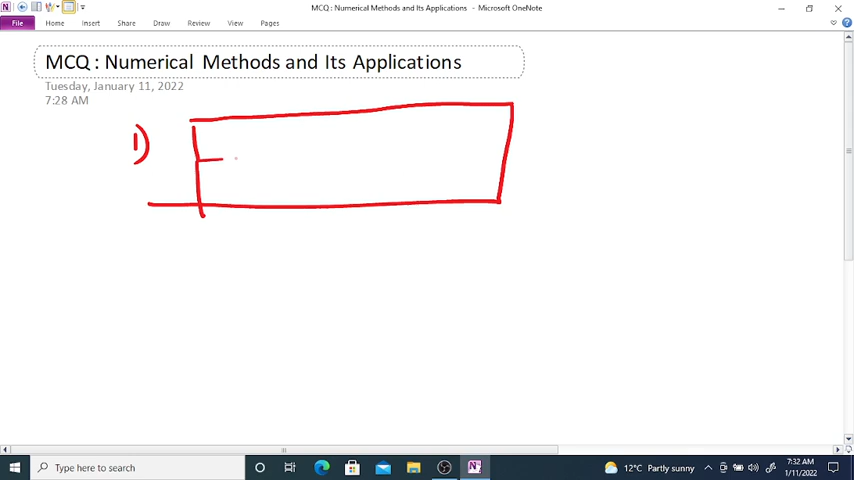 MCQ : Numerical Methods and Its Applications - Microsoft OneNote
File Home Insert Share Draw Review View Pages
MCQ : Numerical Methods and Its Applications
Tuesday, January 11, 2022
7:28 AM
1)
Type here to search
12°C Partly sunny
7:32 AM
1/11/2022